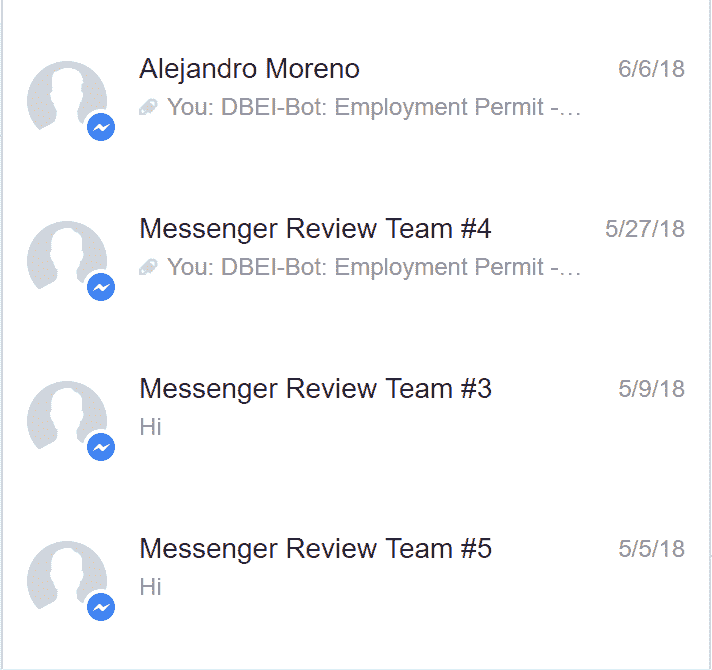 Alejandro Moreno 6/6/18
You: DBEI-Bot: Employment Permit -…
Messenger Review Team #4 5/27/18
You: DBEI-Bot: Employment Permit -…
Messenger Review Team #3 5/9/18
Hi
Messenger Review Team #5 5/5/18
Hi